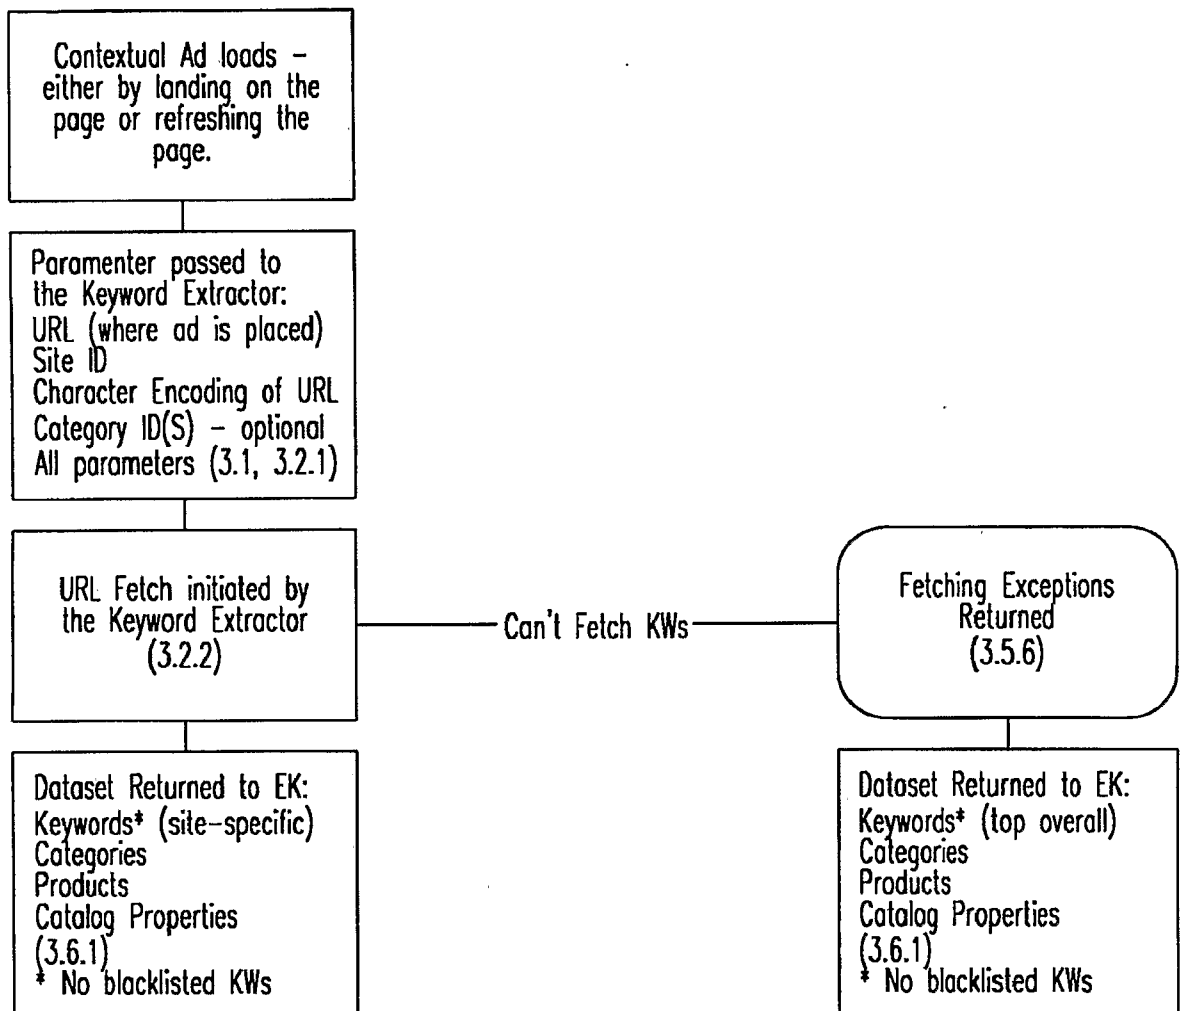 Contextual Ad loads –
either by landing on the
page or refreshing the
page.
Paramenter passed to
the Keyword Extractor:
URL (where ad is placed)
Site ID
Character Encoding of URL
Category ID(S) – optional
All parameters (3.1, 3.2.1)
URL Fetch initiated by
the Keyword Extractor
(3.2.2)
Can't Fetch KWs
Fetching Exceptions
Returned
(3.5.6)
Dataset Returned to EK:
Keywords* (site–specific)
Categories
Products
Catalog Properties
(3.6.1)
* No blacklisted KWs
Dataset Returned to EK:
Keywords* (top overall)
Categories
Products
Catalog Properties
(3.6.1)
* No blacklisted KWs